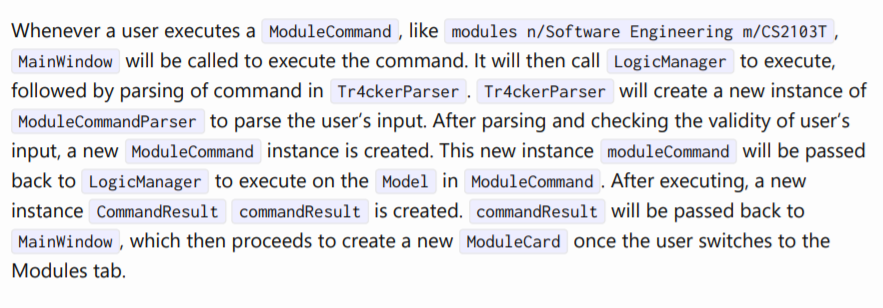 Whenever a user executes a ModuleCommand, like modules n/Software Engineering m/CS2103T,
MainWindow will be called to execute the command. It will then call LogicManager to execute,
followed by parsing of command in Tr4ckerParser. Tr4ckerParser will create a new instance of
ModuleCommandParser to parse the user's input. After parsing and checking the validity of user's
input, a new ModuleCommand instance is created. This new instance moduleCommand will be passed
back to LogicManager to execute on the Model in ModuleCommand. After executing, a new
instance CommandResult commandResult is created. commandResult will be passed back to
MainWindow, which then proceeds to create a new ModuleCard once the user switches to the
Modules tab.